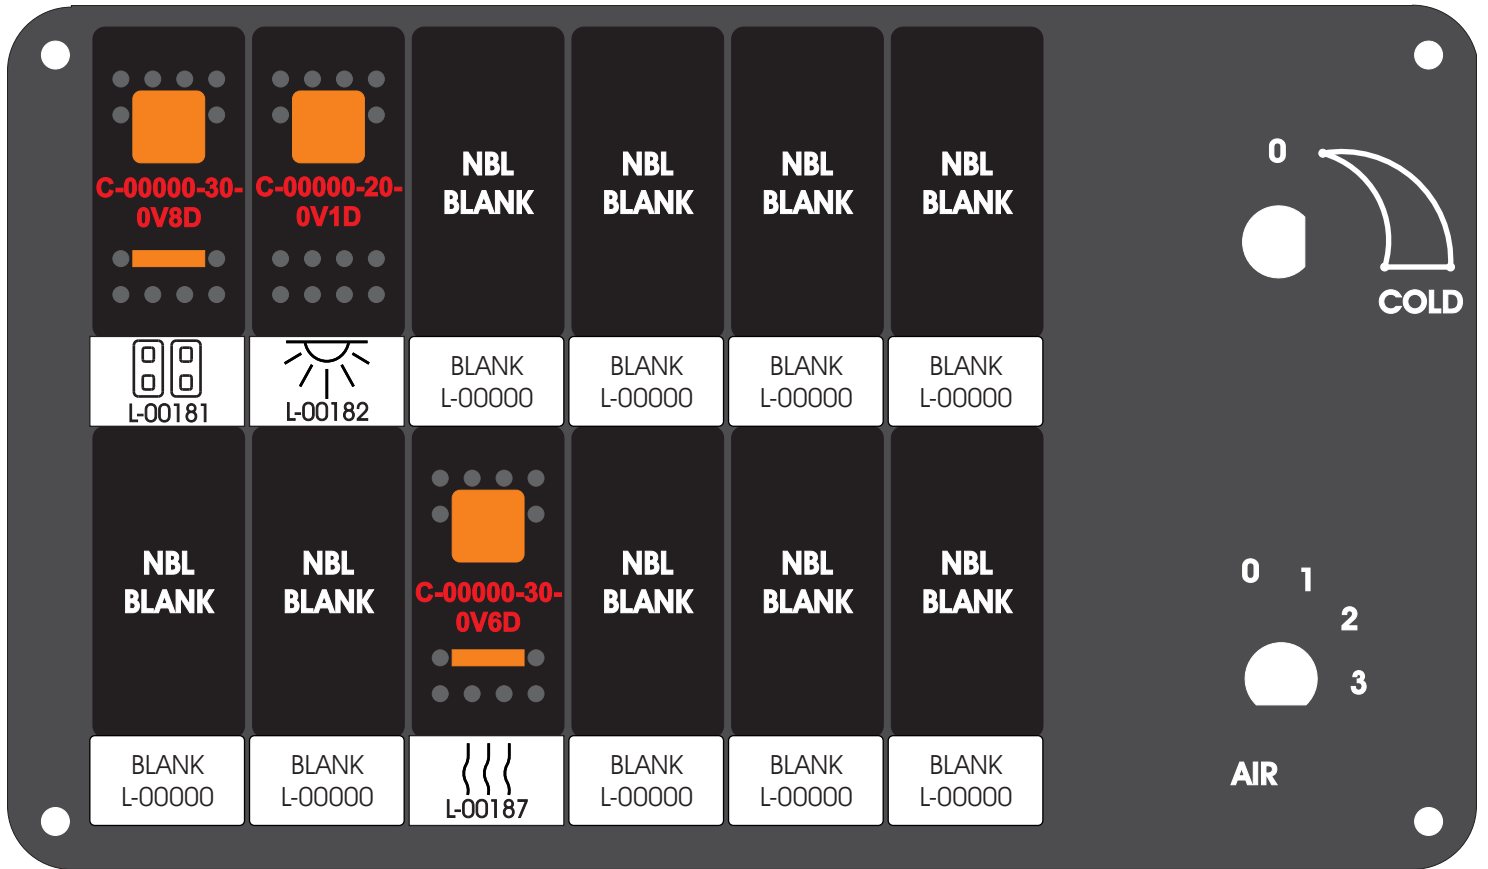 C-00000-30-
0V8D
C-00000-20-
0V1D
NBL
BLANK
NBL
BLANK
NBL
BLANK
NBL
BLANK
L-00181
L-00182
BLANK
L-00000
BLANK
L-00000
BLANK
L-00000
BLANK
L-00000
NBL
BLANK
NBL
BLANK
C-00000-30-
0V6D
NBL
BLANK
NBL
BLANK
NBL
BLANK
BLANK
L-00000
BLANK
L-00000
L-00187
BLANK
L-00000
BLANK
L-00000
BLANK
L-00000
0
COLD
0
1
2
3
AIR